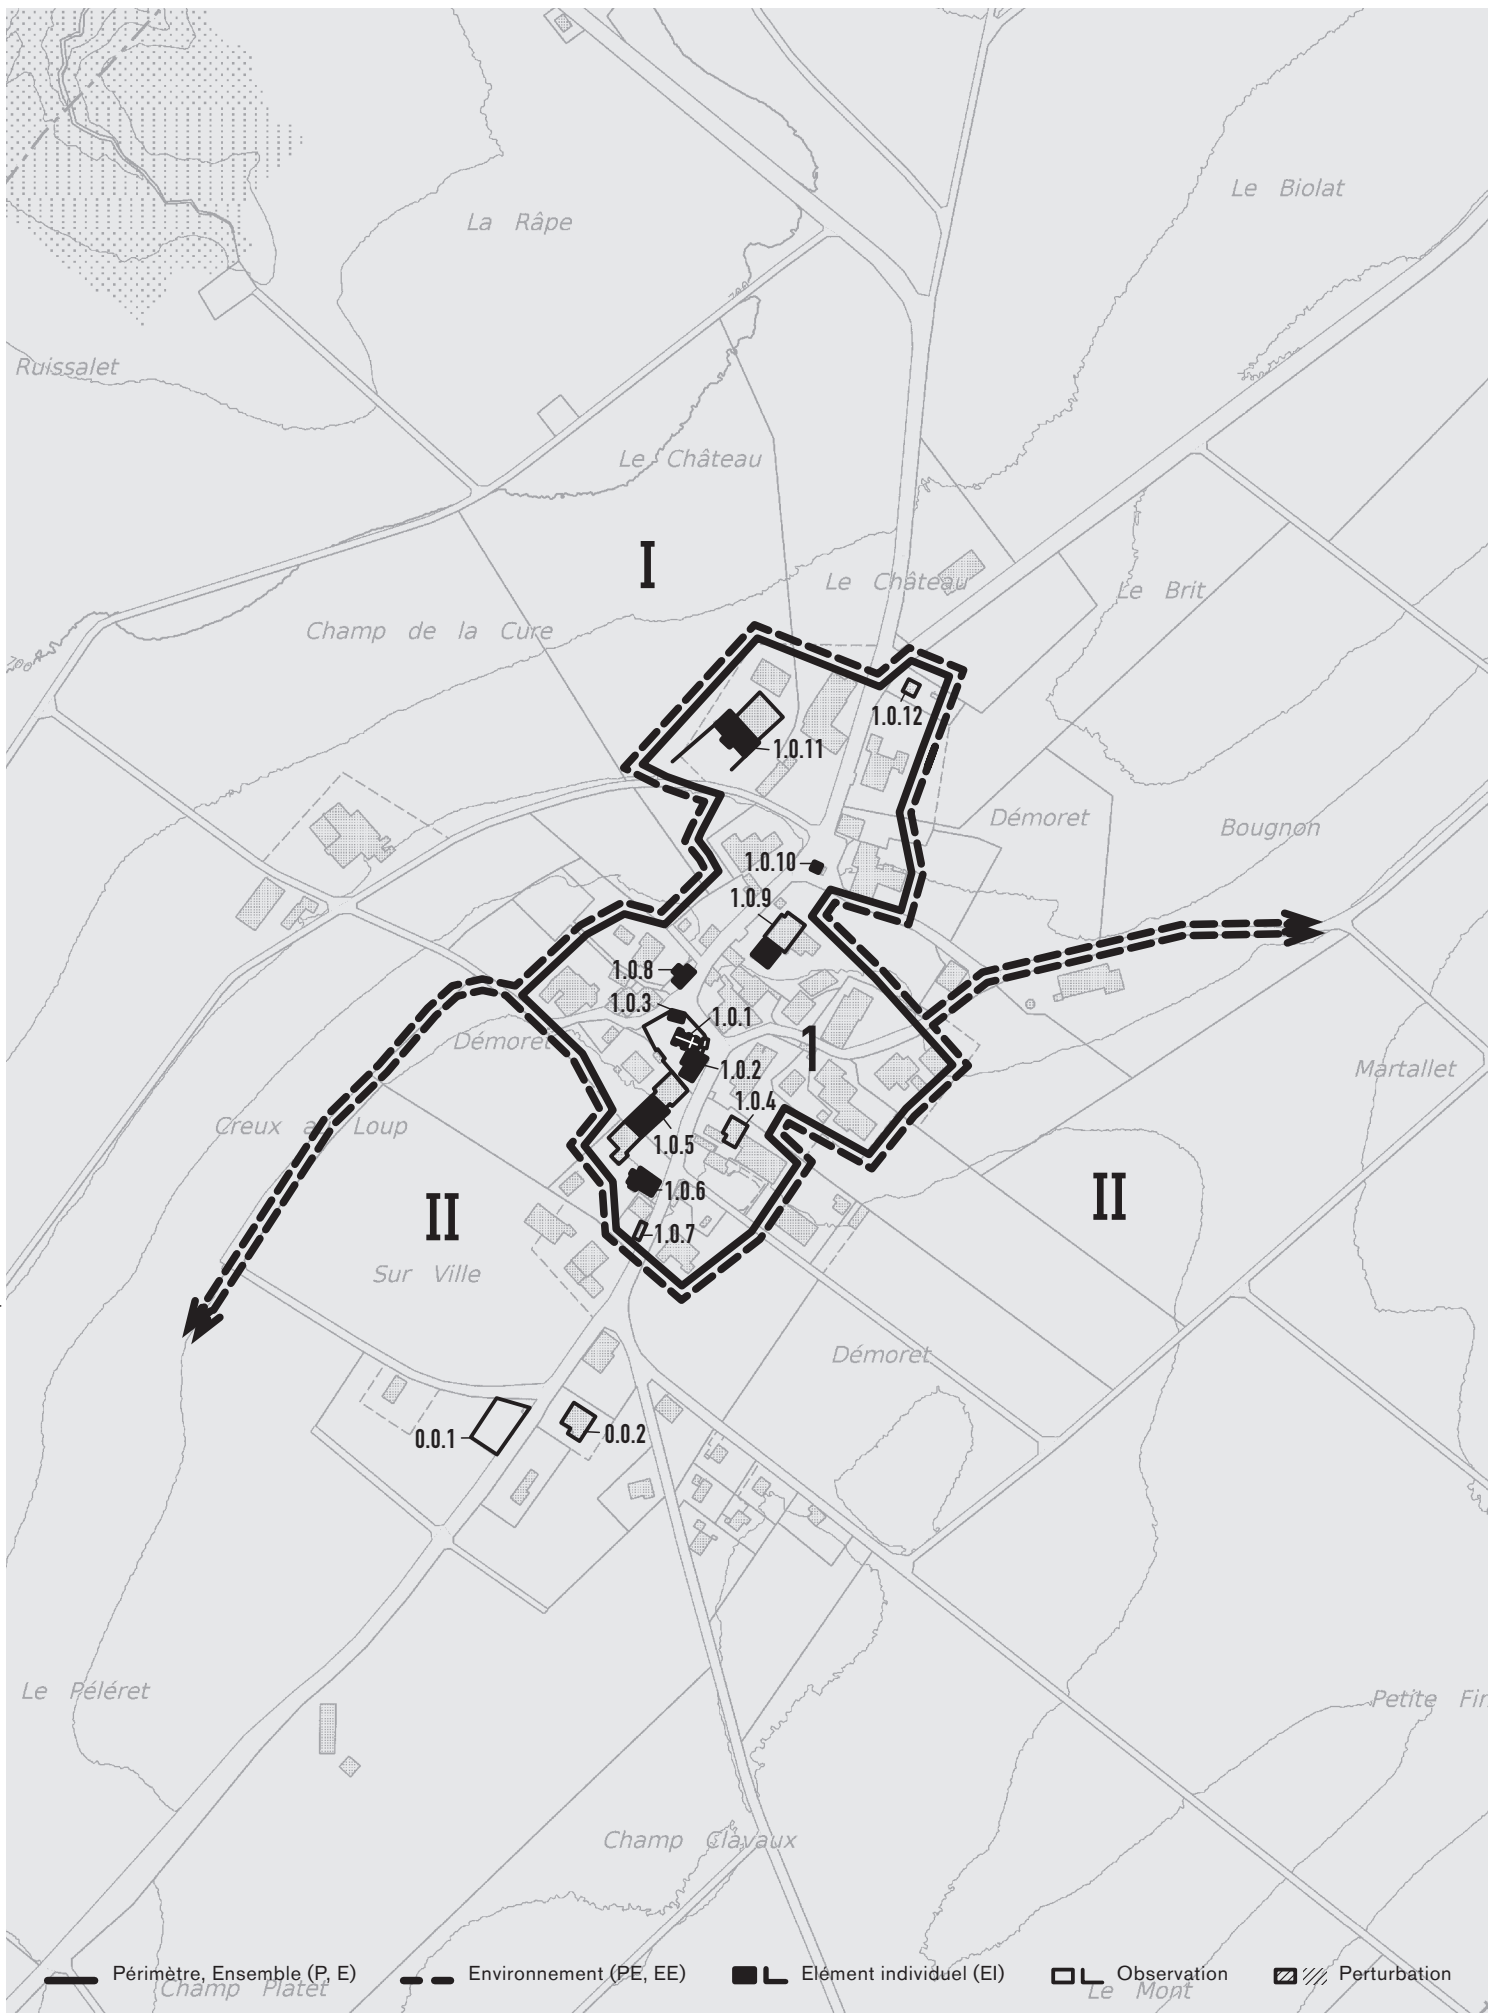 Le Biolat
La Râpe
700
Ruissalet
Le Château
I
Le Château
Le Brit
Champ de la Cure
700
1.0.12
1.0.11
Démoret
Bougnon
1.0.10
1.0.9
1.0.8
1.0.3
1.0.1
Démoret
1
1.0.2
Martallet
1.0.4
Creux au Loup
1.0.5
II
1.0.6
II
1.0.7
Sur Ville
Démoret
0.0.1
0.0.2
Le Péléret
Petite Fin
Champ Clavaux
Périmètre, Ensemble (P, E)
Environnement (PE, EE)
Elément individuel (EI)
Observation
Perturbation
Champ Platet
Le Mont